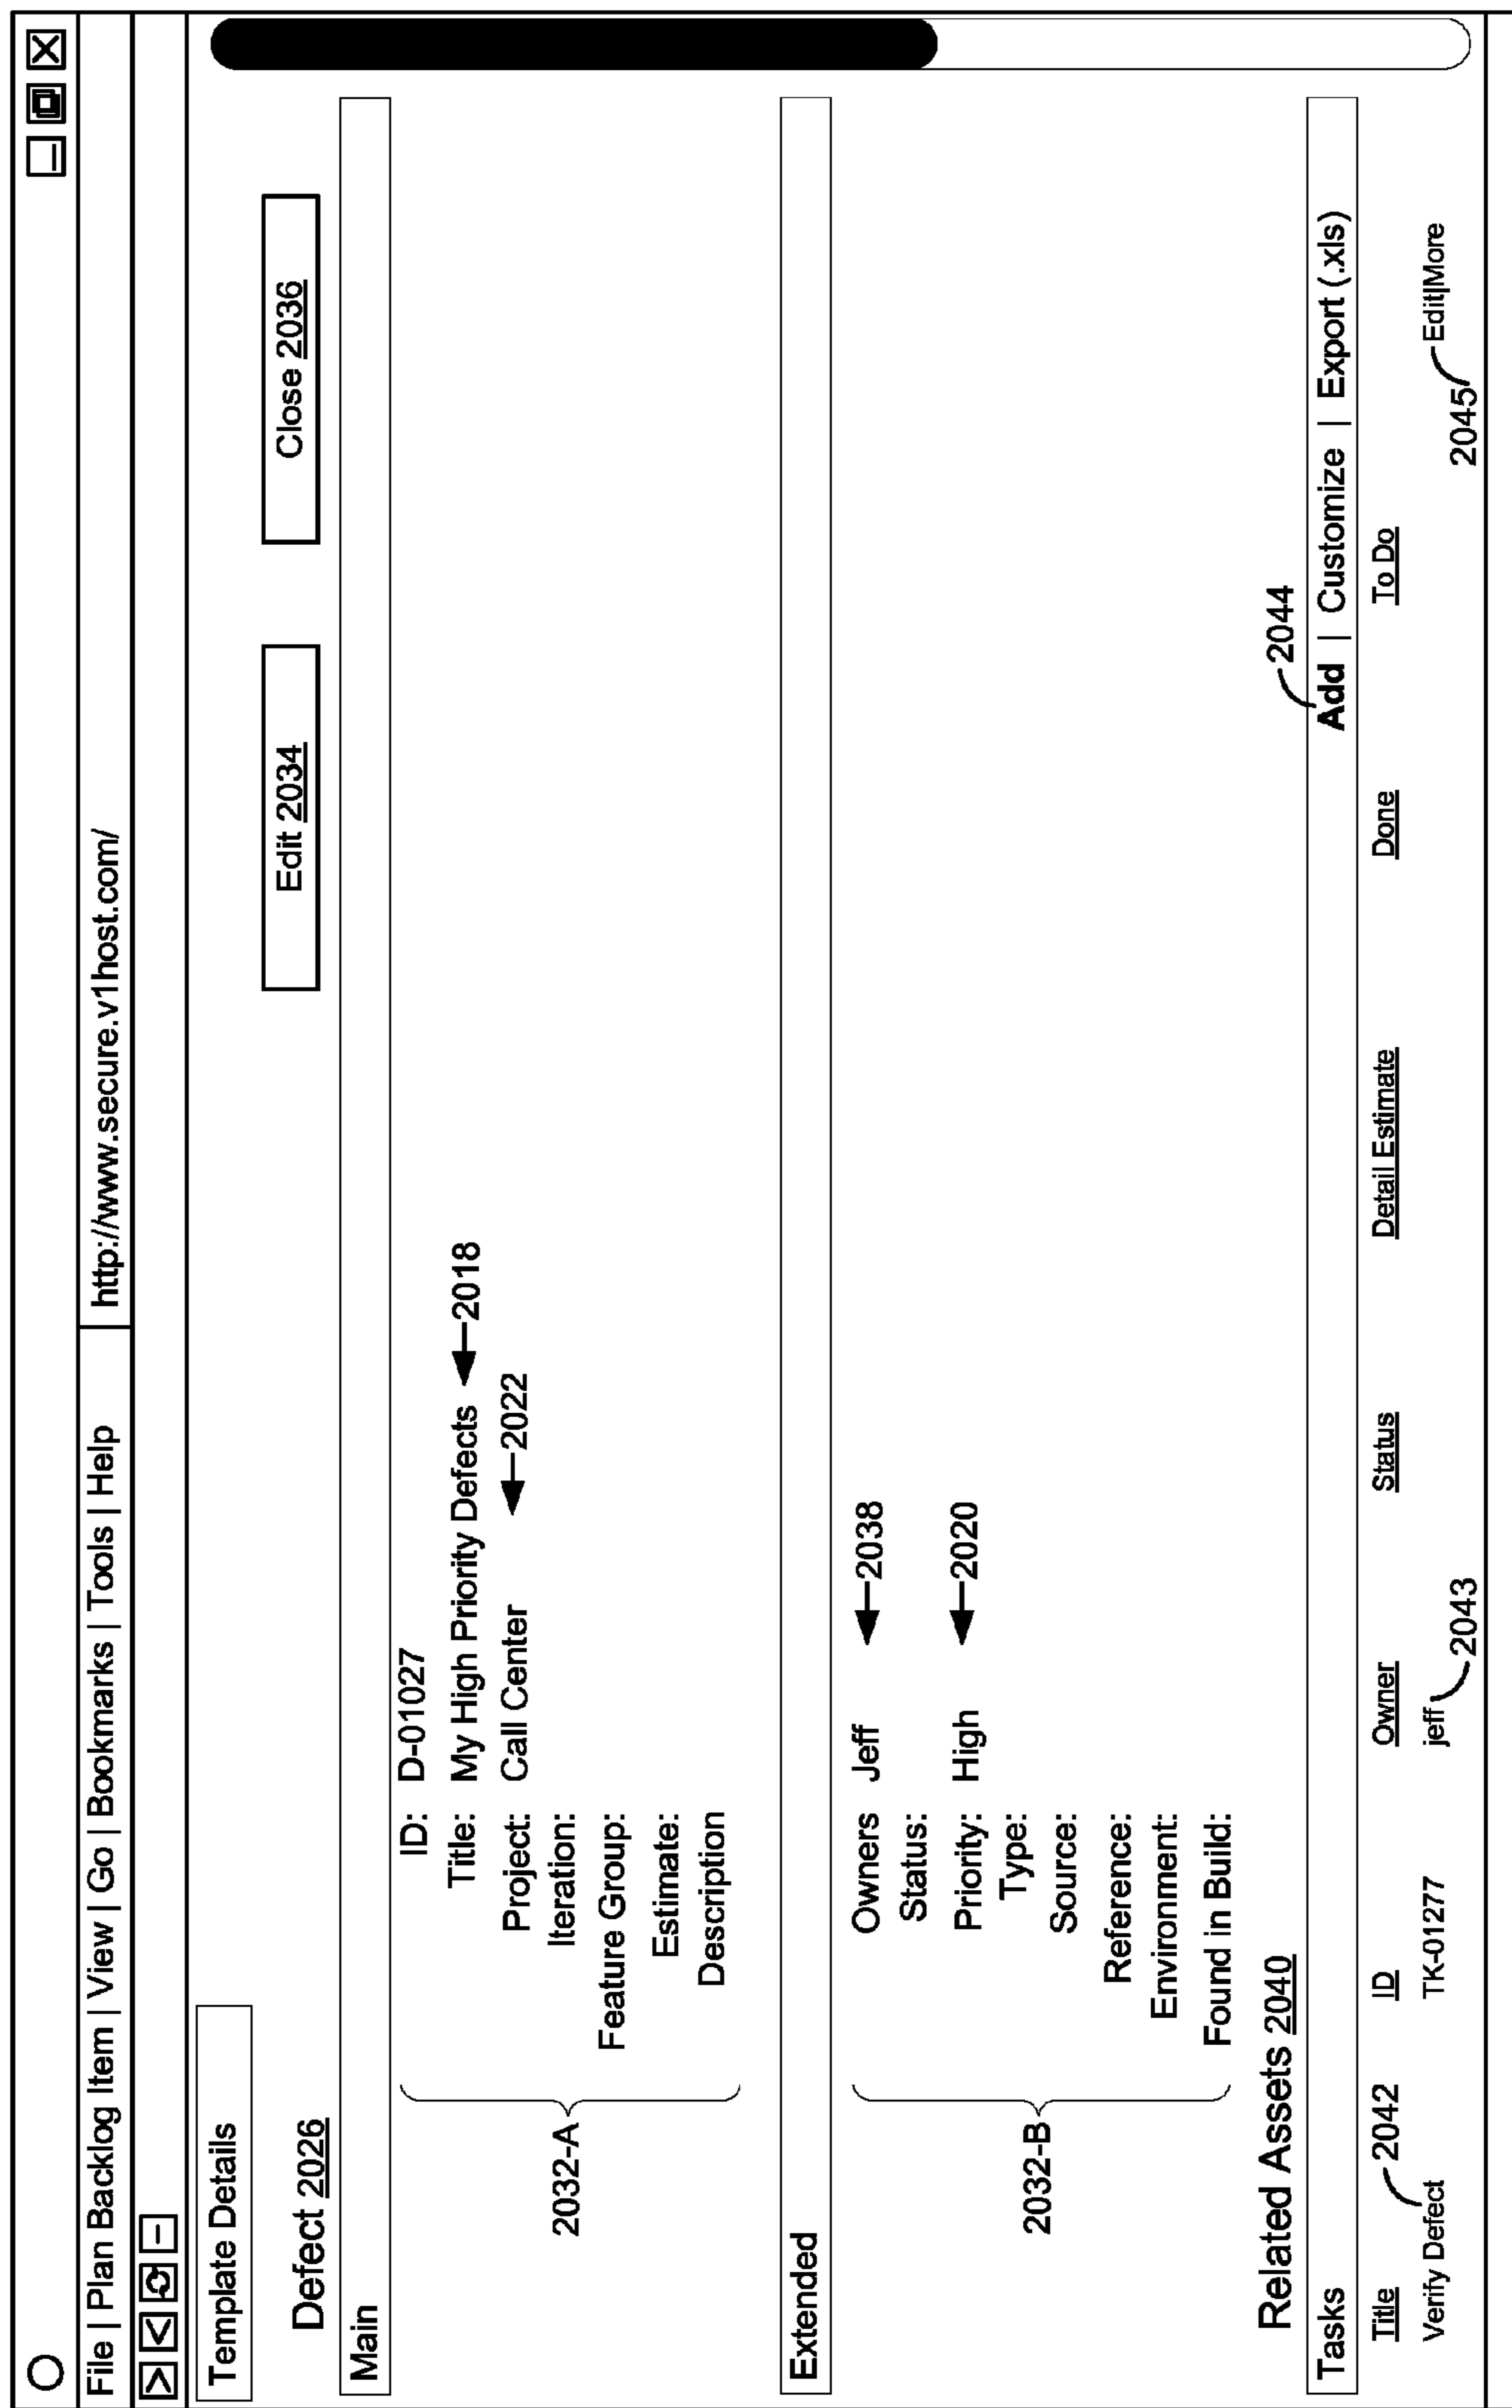 File | Plan Backlog Item | View | Go | Bookmarks | Tools | Help http://www.secure.v1host.com/
Template Details
Defect 2026 Edit 2034 Close 2036
Main
ID: D-01027
Title: My High Priority Defects 2018
Project: Call Center 2022
Iteration:
2032-A
Feature Group:
Estimate:
Description
Extended
Owners Jeff 2038
Status:
Priority: High 2020
Type:
2032-B
Source:
Reference:
Environment:
Found in Build:
Related Assets 2040 2044
Tasks Add | Customize | Export (.xls)
Title 2042 ID Owner Status Detail Estimate Done To Do
Verify Defect TK-01277 jeff Edit|More
2043 2045